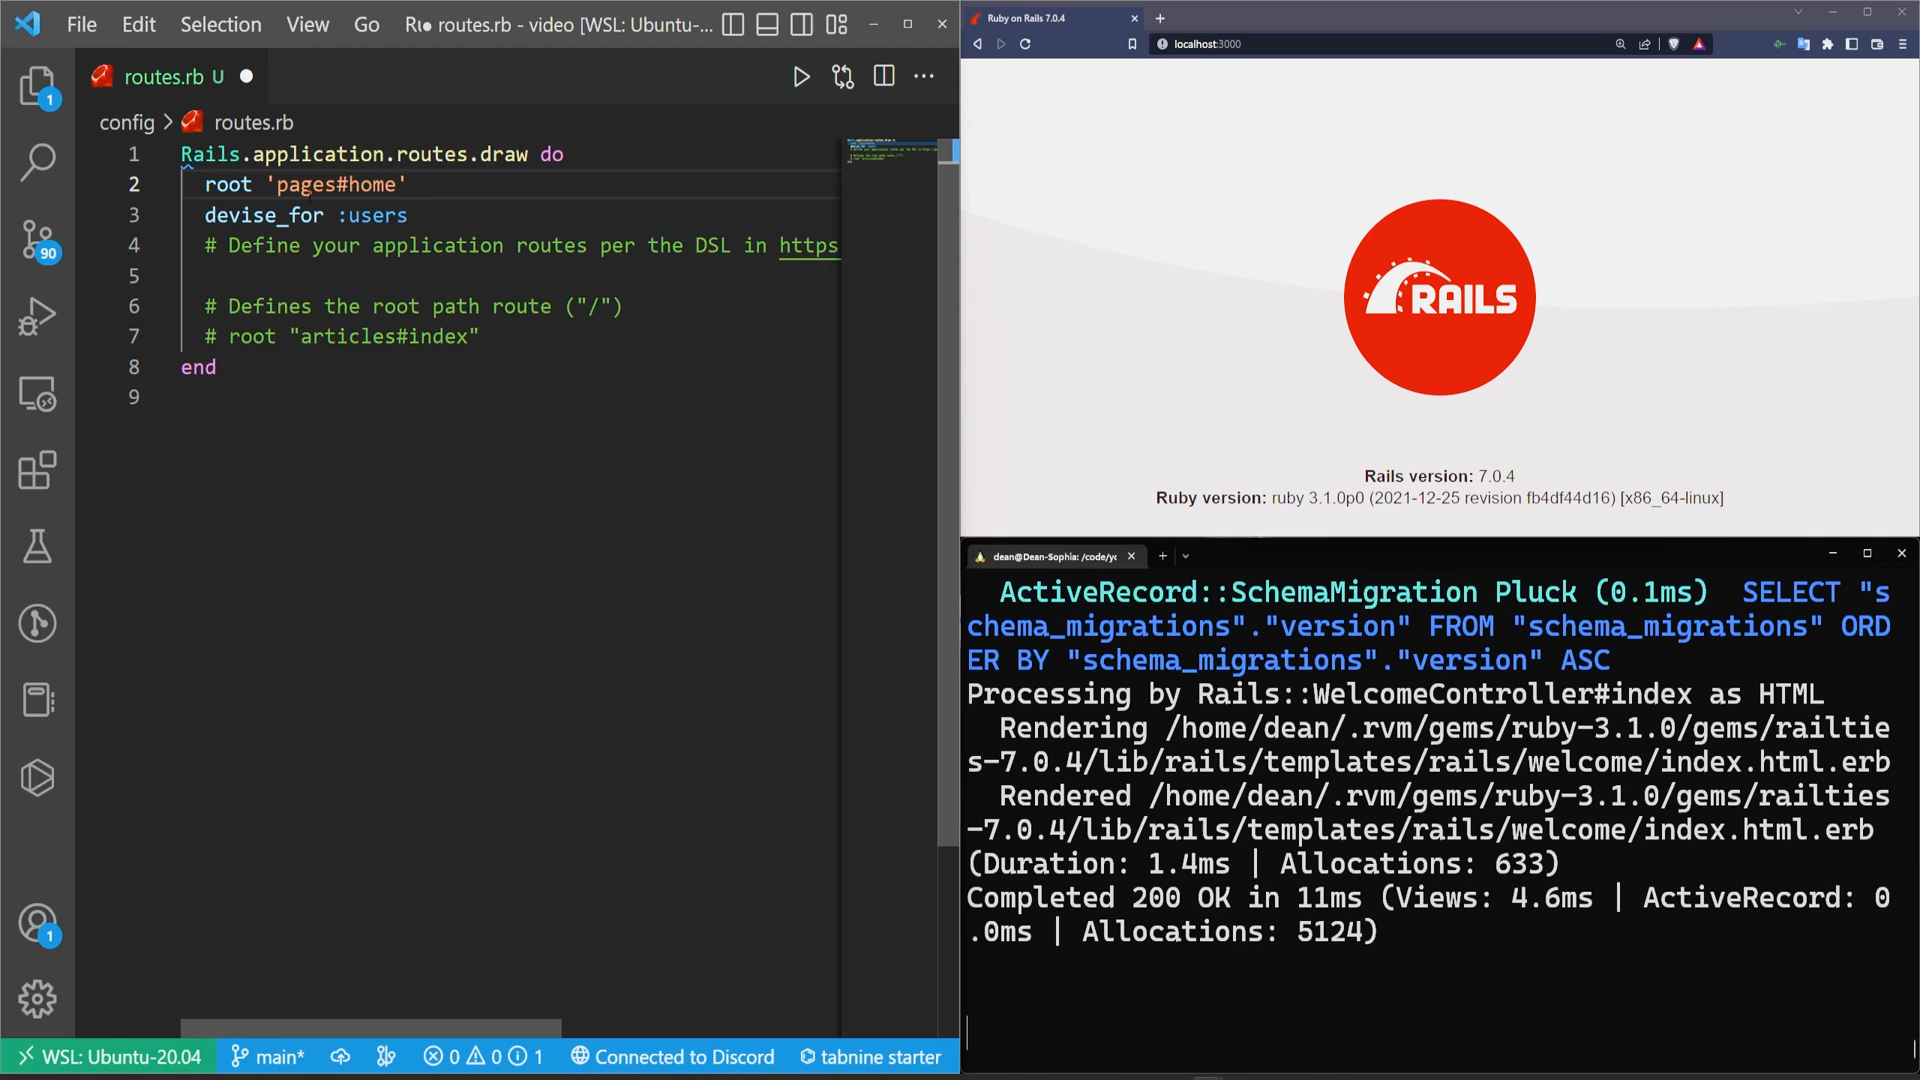 File Edit Selection View Go
routes.rb - video [WSL: Ubuntu-...
1
90
1
routes.rb U
config > routes.rb
1 Rails.application.routes.draw do
2 root 'pages#home'
3 devise_for :users
4 # Define your application routes per the DSL in https
5
6 # Defines the root path route ("/")
7 # root "articles#index"
8 end
9
WSL: Ubuntu-20.04 main* 0 0 1 Connected to Discord tabnine starter
Ruby on Rails 7.0.4
localhost:3000
RAILS
Rails version: 7.0.4
Ruby version: ruby 3.1.0p0 (2021-12-25 revision fb4df44d16) [x86_64-linux]
dean@Dean-Sophia: /code/yc
ActiveRecord::SchemaMigration Pluck (0.1ms) SELECT "s
chema_migrations"."version" FROM "schema_migrations" ORD
ER BY "schema_migrations"."version" ASC
Processing by Rails::WelcomeController#index as HTML
Rendering /home/dean/.rvm/gems/ruby-3.1.0/gems/railtie
s-7.0.4/lib/rails/templates/rails/welcome/index.html.erb
Rendered /home/dean/.rvm/gems/ruby-3.1.0/gems/railties
-7.0.4/lib/rails/templates/rails/welcome/index.html.erb
(Duration: 1.4ms | Allocations: 633)
Completed 200 OK in 11ms (Views: 4.6ms | ActiveRecord: 0
.0ms | Allocations: 5124)